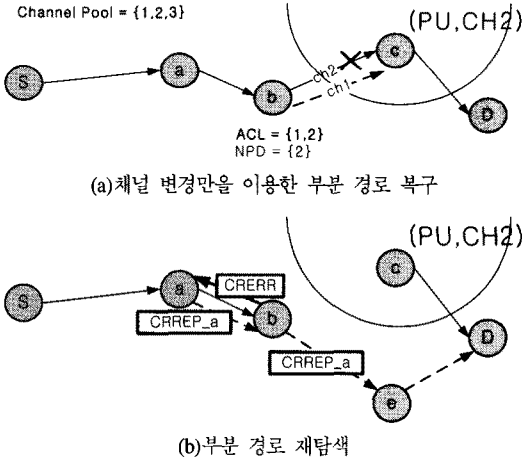 Channel Pool = {1,2,3}
(PU,CH2)
S
a
b
c
D
ch2
ch1
ACL = {1,2}
NPD = {2}
(a)채널 변경만을 이용한 부분 경로 복구
(PU,CH2)
S
a
CRERR
c
CRREP_a
b
D
CRREP_a
e
(b)부분 경로 재탐색